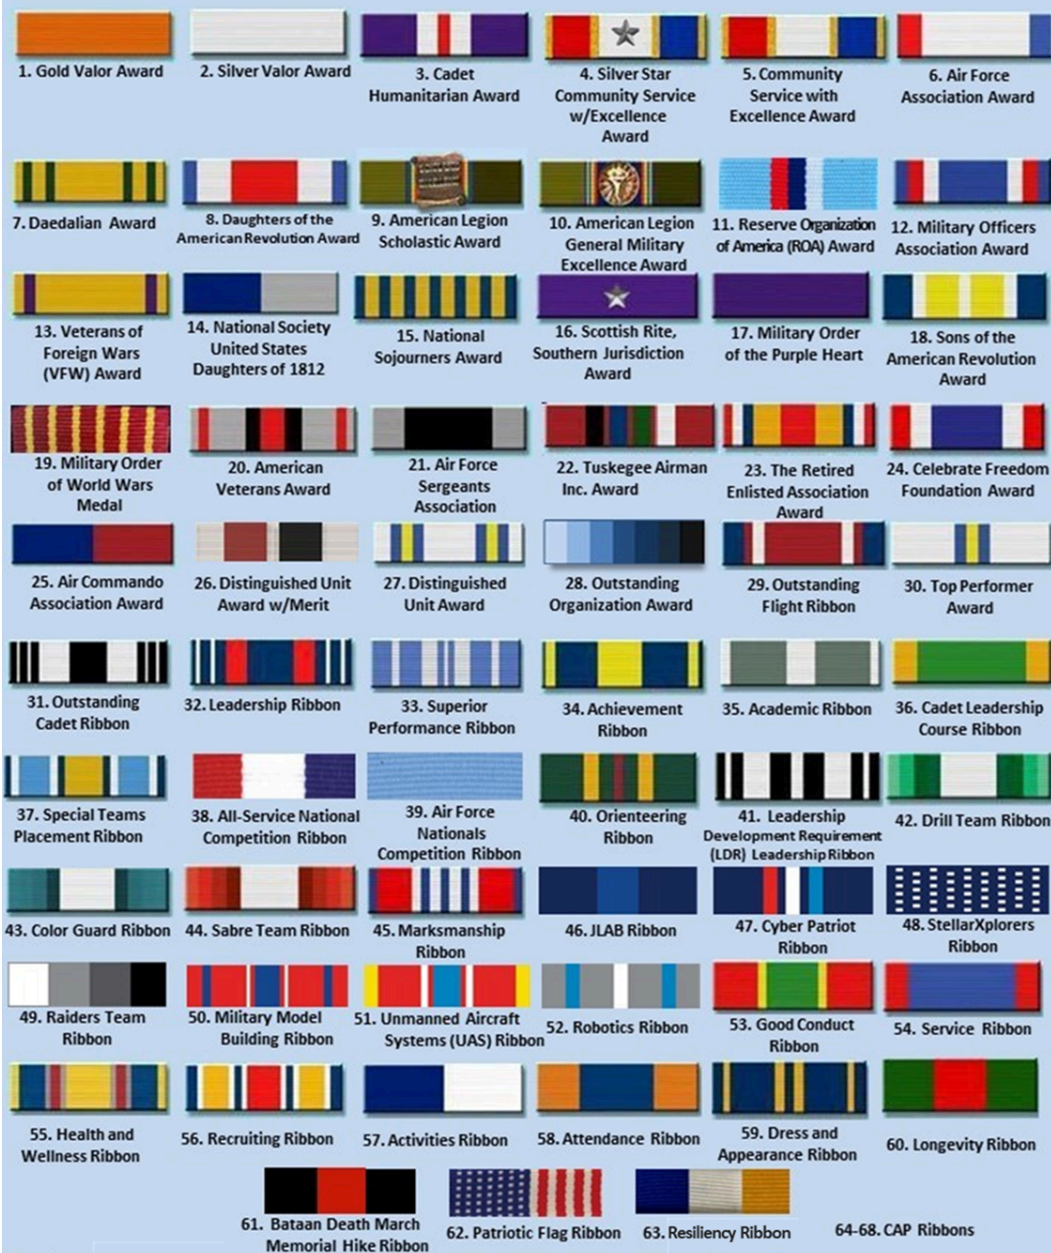 1. Gold Valor Award
2. Silver Valor Award
3. Cadet
Humanitarian Award
4. Silver Star
Community Service
w/Excellence
Award
5. Community
Service with
Excellence Award
6. Air Force
Association Award
7. Daedalian Award
8. Daughters of the
American Revolution Award
9. American Legion
Scholastic Award
10. American Legion
General Military
Excellence Award
11. Reserve Organization
of America (ROA) Award
12. Military Officers
Association Award
13. Veterans of
Foreign Wars
(VFW) Award
14. National Society
United States
Daughters of 1812
15. National
Sojourners Award
16. Scottish Rite,
Southern Jurisdiction
Award
17. Military Order
of the Purple Heart
18. Sons of the
American Revolution
Award
19. Military Order
of World Wars
Medal
20. American
Veterans Award
21. Air Force
Sergeants
Association
22. Tuskegee Airman
Inc. Award
23. The Retired
Enlisted Association
Award
24. Celebrate Freedom
Foundation Award
25. Air Commando
Association Award
26. Distinguished Unit
Award w/Merit
27. Distinguished
Unit Award
28. Outstanding
Organization Award
29. Outstanding
Flight Ribbon
30. Top Performer
Award
31. Outstanding
Cadet Ribbon
32. Leadership Ribbon
33. Superior
Performance Ribbon
34. Achievement
Ribbon
35. Academic Ribbon
36. Cadet Leadership
Course Ribbon
37. Special Teams
Placement Ribbon
38. All-Service National
Competition Ribbon
39. Air Force
Nationals
Competition Ribbon
40. Orienteering
Ribbon
41. Leadership
Development Requirement
(LDR) Leadership Ribbon
42. Drill Team Ribbon
43. Color Guard Ribbon
44. Sabre Team Ribbon
45. Marksmanship
Ribbon
46. JLAB Ribbon
47. Cyber Patriot
Ribbon
48. StellarXplorers
Ribbon
49. Raiders Team
Ribbon
50. Military Model
Building Ribbon
51. Unmanned Aircraft
Systems (UAS) Ribbon
52. Robotics Ribbon
53. Good Conduct
Ribbon
54. Service Ribbon
55. Health and
Wellness Ribbon
56. Recruiting Ribbon
57. Activities Ribbon
58. Attendance Ribbon
59. Dress and
Appearance Ribbon
60. Longevity Ribbon
61. Bataan Death March
Memorial Hike Ribbon
62. Patriotic Flag Ribbon
63. Resiliency Ribbon
64-68. CAP Ribbons